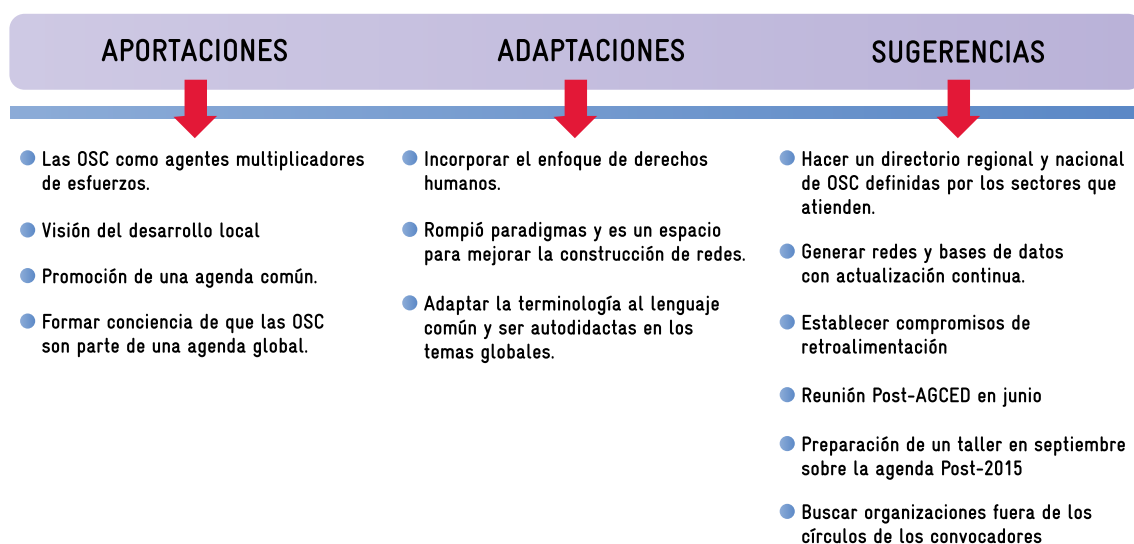 APORTACIONES
Las OSC como agentes multiplicadores
de esfuerzos.
Visión del desarrollo local
Promoción de una agenda común.
Formar conciencia de que las OSC
son parte de una agenda global.
ADAPTACIONES
Incorporar el enfoque de derechos
humanos.
Rompió paradigmas y es un espacio
para mejorar la construcción de redes.
Adaptar la terminología al lenguaje
común y ser autodidactas en los
temas globales.
SUGERENCIAS
Hacer un directorio regional y nacional
de OSC definidas por los sectores que
atienden.
Generar redes y bases de datos
con actualización continua.
Establecer compromisos de
retroalimentación
Reunión Post-AGCED en junio
Preparación de un taller en septiembre
sobre la agenda Post-2015
Buscar organizaciones fuera de los
círculos de los convocadores